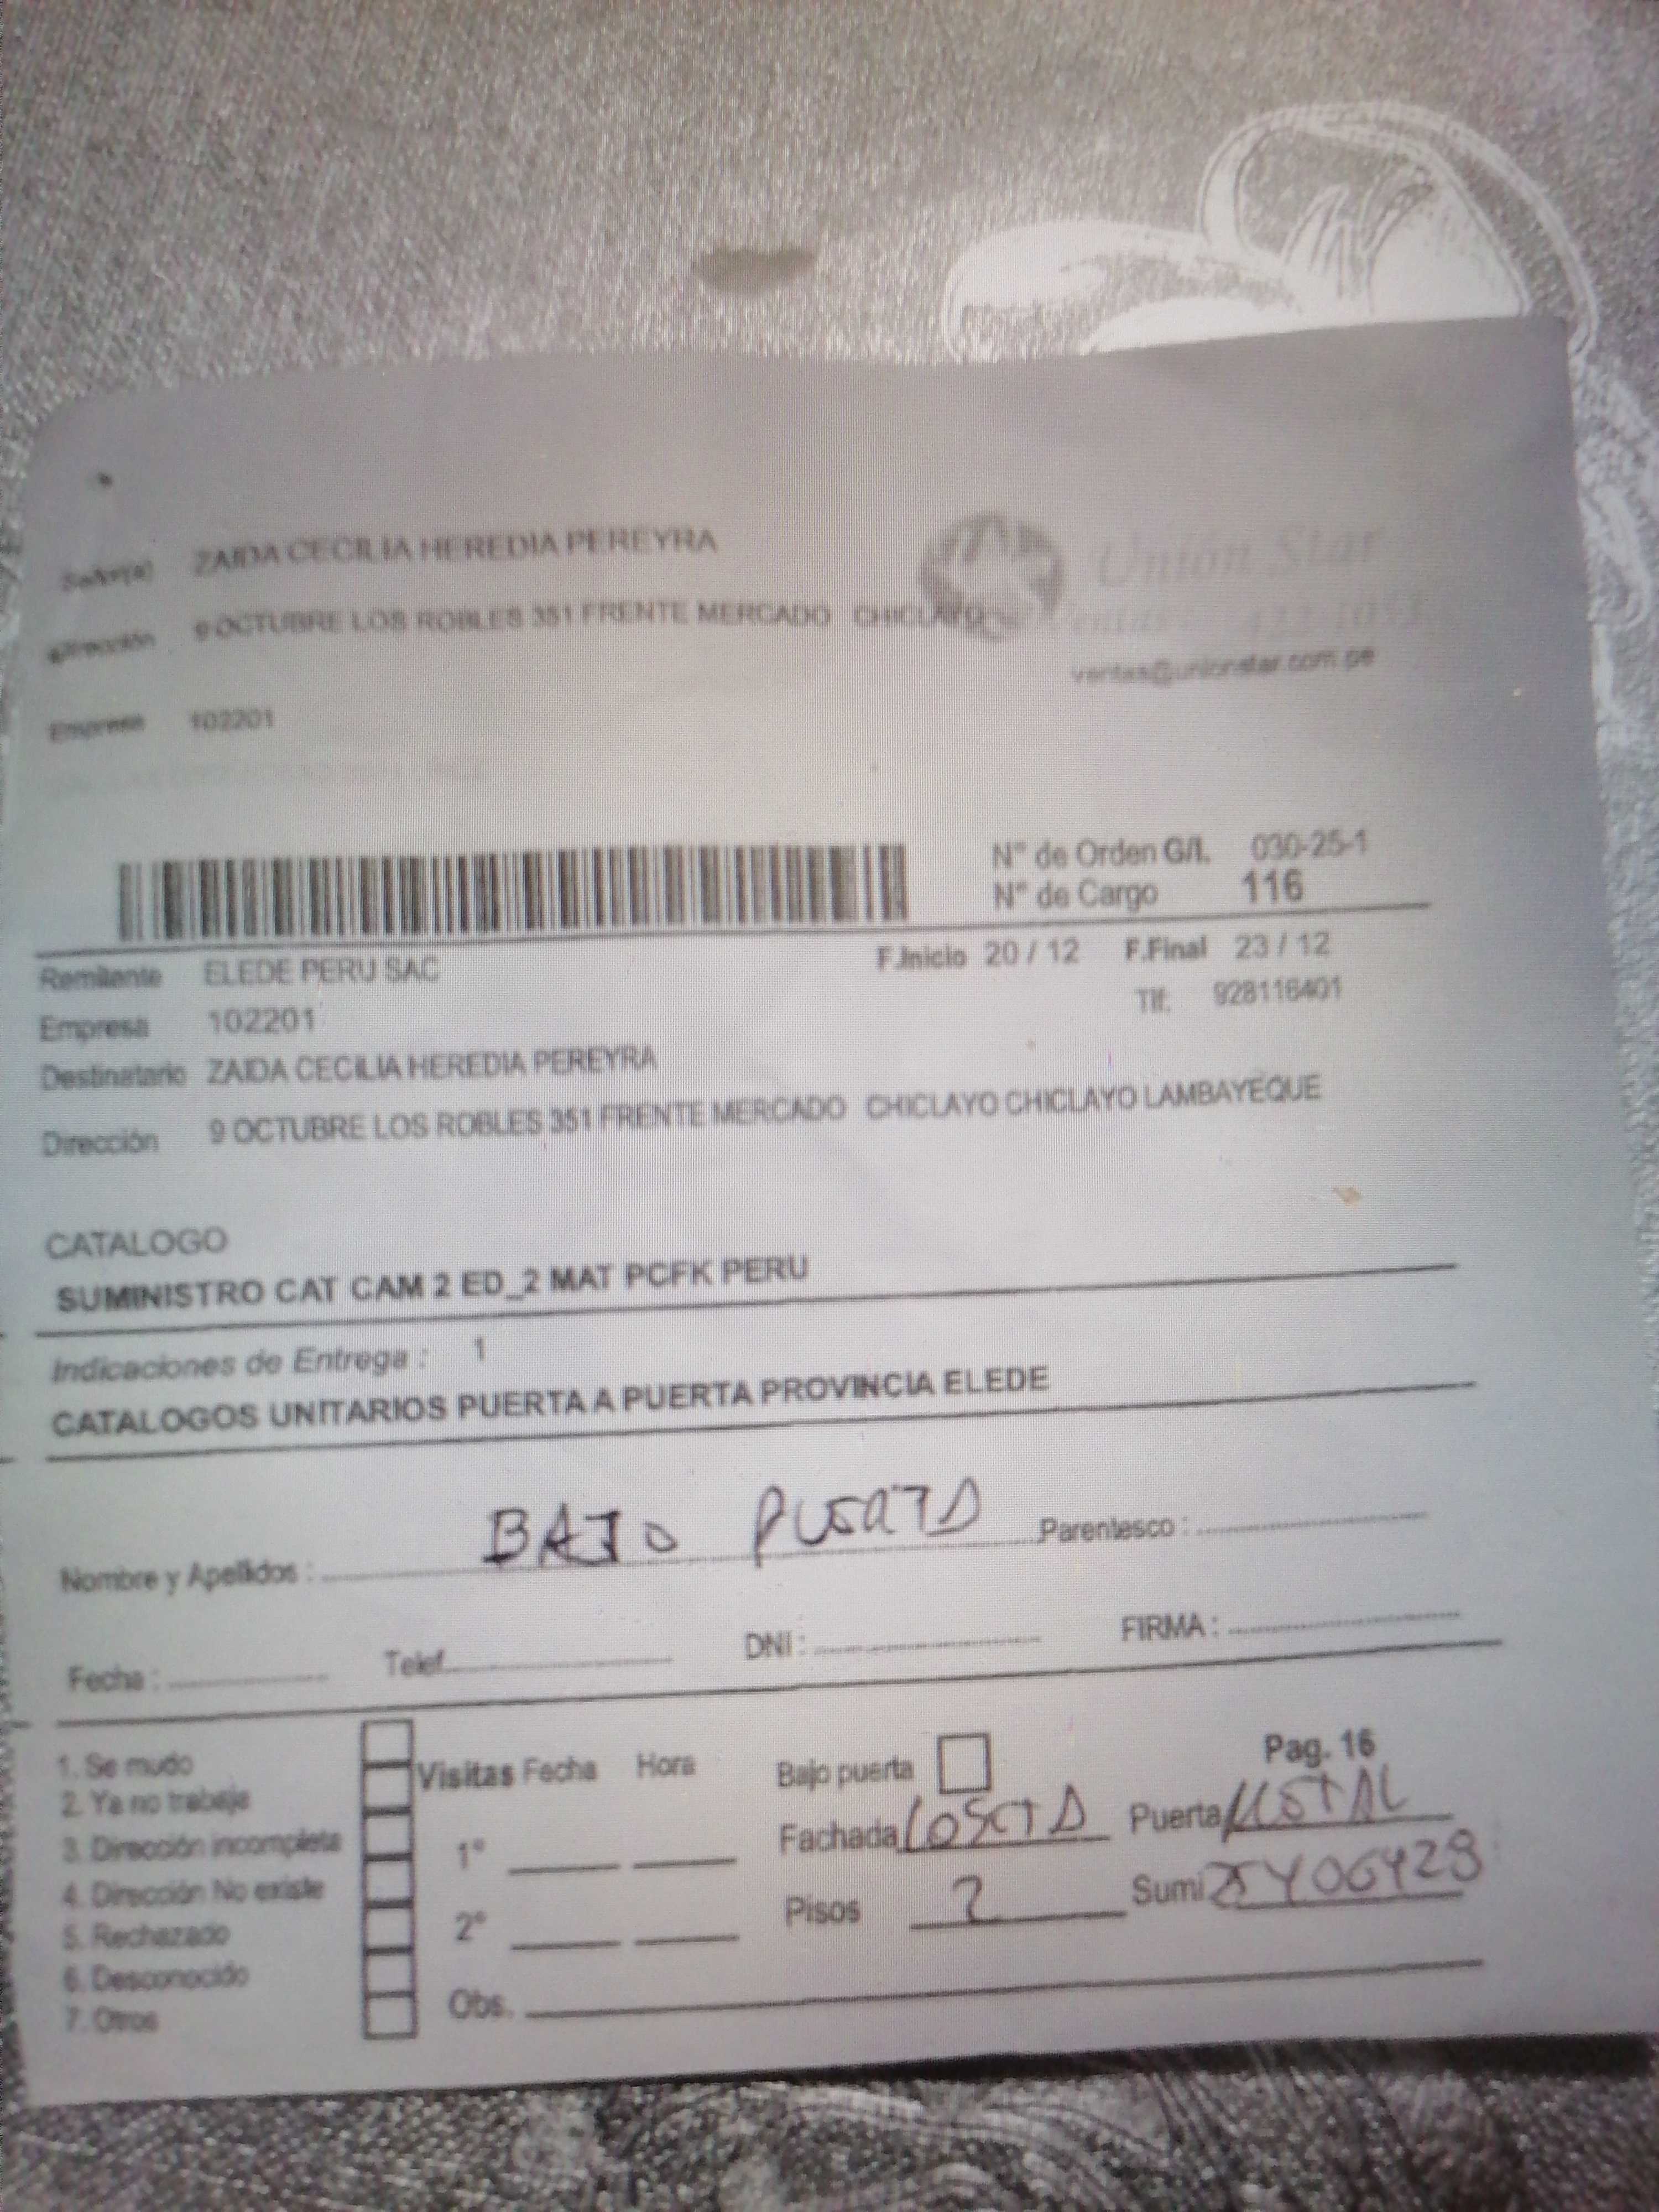 Señor(a) ZAIDA CECILIA HEREDIA PEREYRA
Unión Star
Dirección 9 OCTUBRE LOS ROBLES 351 FRENTE MERCADO CHICLAYO
ventas@unionstar.com.pe
Empresa 102201
N° de Orden G/l. 030-25-1
N° de Cargo 116
Remitente ELEDE PERU SAC F.Inicio 20 / 12 F.Final 23 / 12
Empresa 102201 Tlf: 928116401
Destinatario ZAIDA CECILIA HEREDIA PEREYRA
Dirección 9 OCTUBRE LOS ROBLES 351 FRENTE MERCADO CHICLAYO CHICLAYO LAMBAYEQUE
CATALOGO
SUMINISTRO CAT CAM 2 ED_2 MAT PCFK PERU
Indicaciones de Entrega : 1
CATALOGOS UNITARIOS PUERTA A PUERTA PROVINCIA ELEDE
Nombre y Apellidos : BAJO PUERTA Parentesco :
Fecha : Telef. DNI : FIRMA :
Pag. 16
1. Se mudo Visitas Fecha Hora Bajo puerta
2. Ya no trabaja
3. Dirección incompleta 1° Fachada Puerta
4. Dirección No existe
5. Rechazado 2° Pisos 2 Sumi
6. Desconocido
7. Otros Obs.